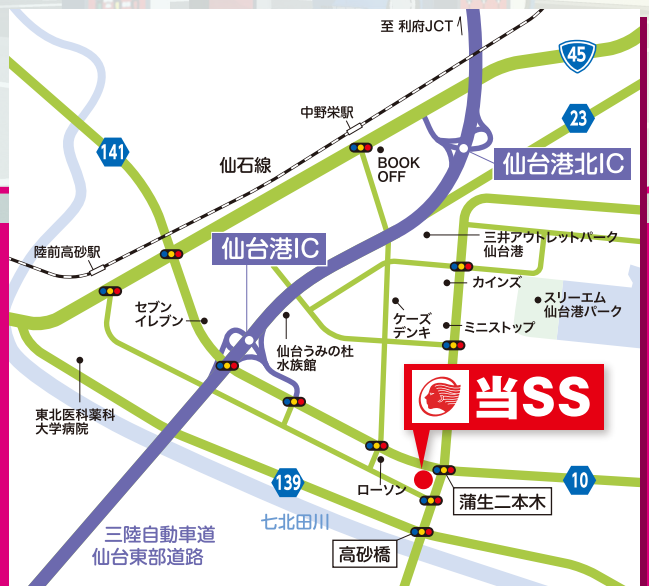 至 利府JCT
45
中野栄駅
23
141
仙石線
BOOK
OFF
仙台港北IC
陸前高砂駅
仙台港IC
三井アウトレットパーク
仙台港
カインズ
セブン
イレブン
ケーズ
デンキ
スリーエム
仙台港パーク
ミニストップ
仙台うみの杜
水族館
東北医科薬科
大学病院
当SS
139
ローソン
10
蒲生二本木
七北田川
三陸自動車道
仙台東部道路
高砂橋